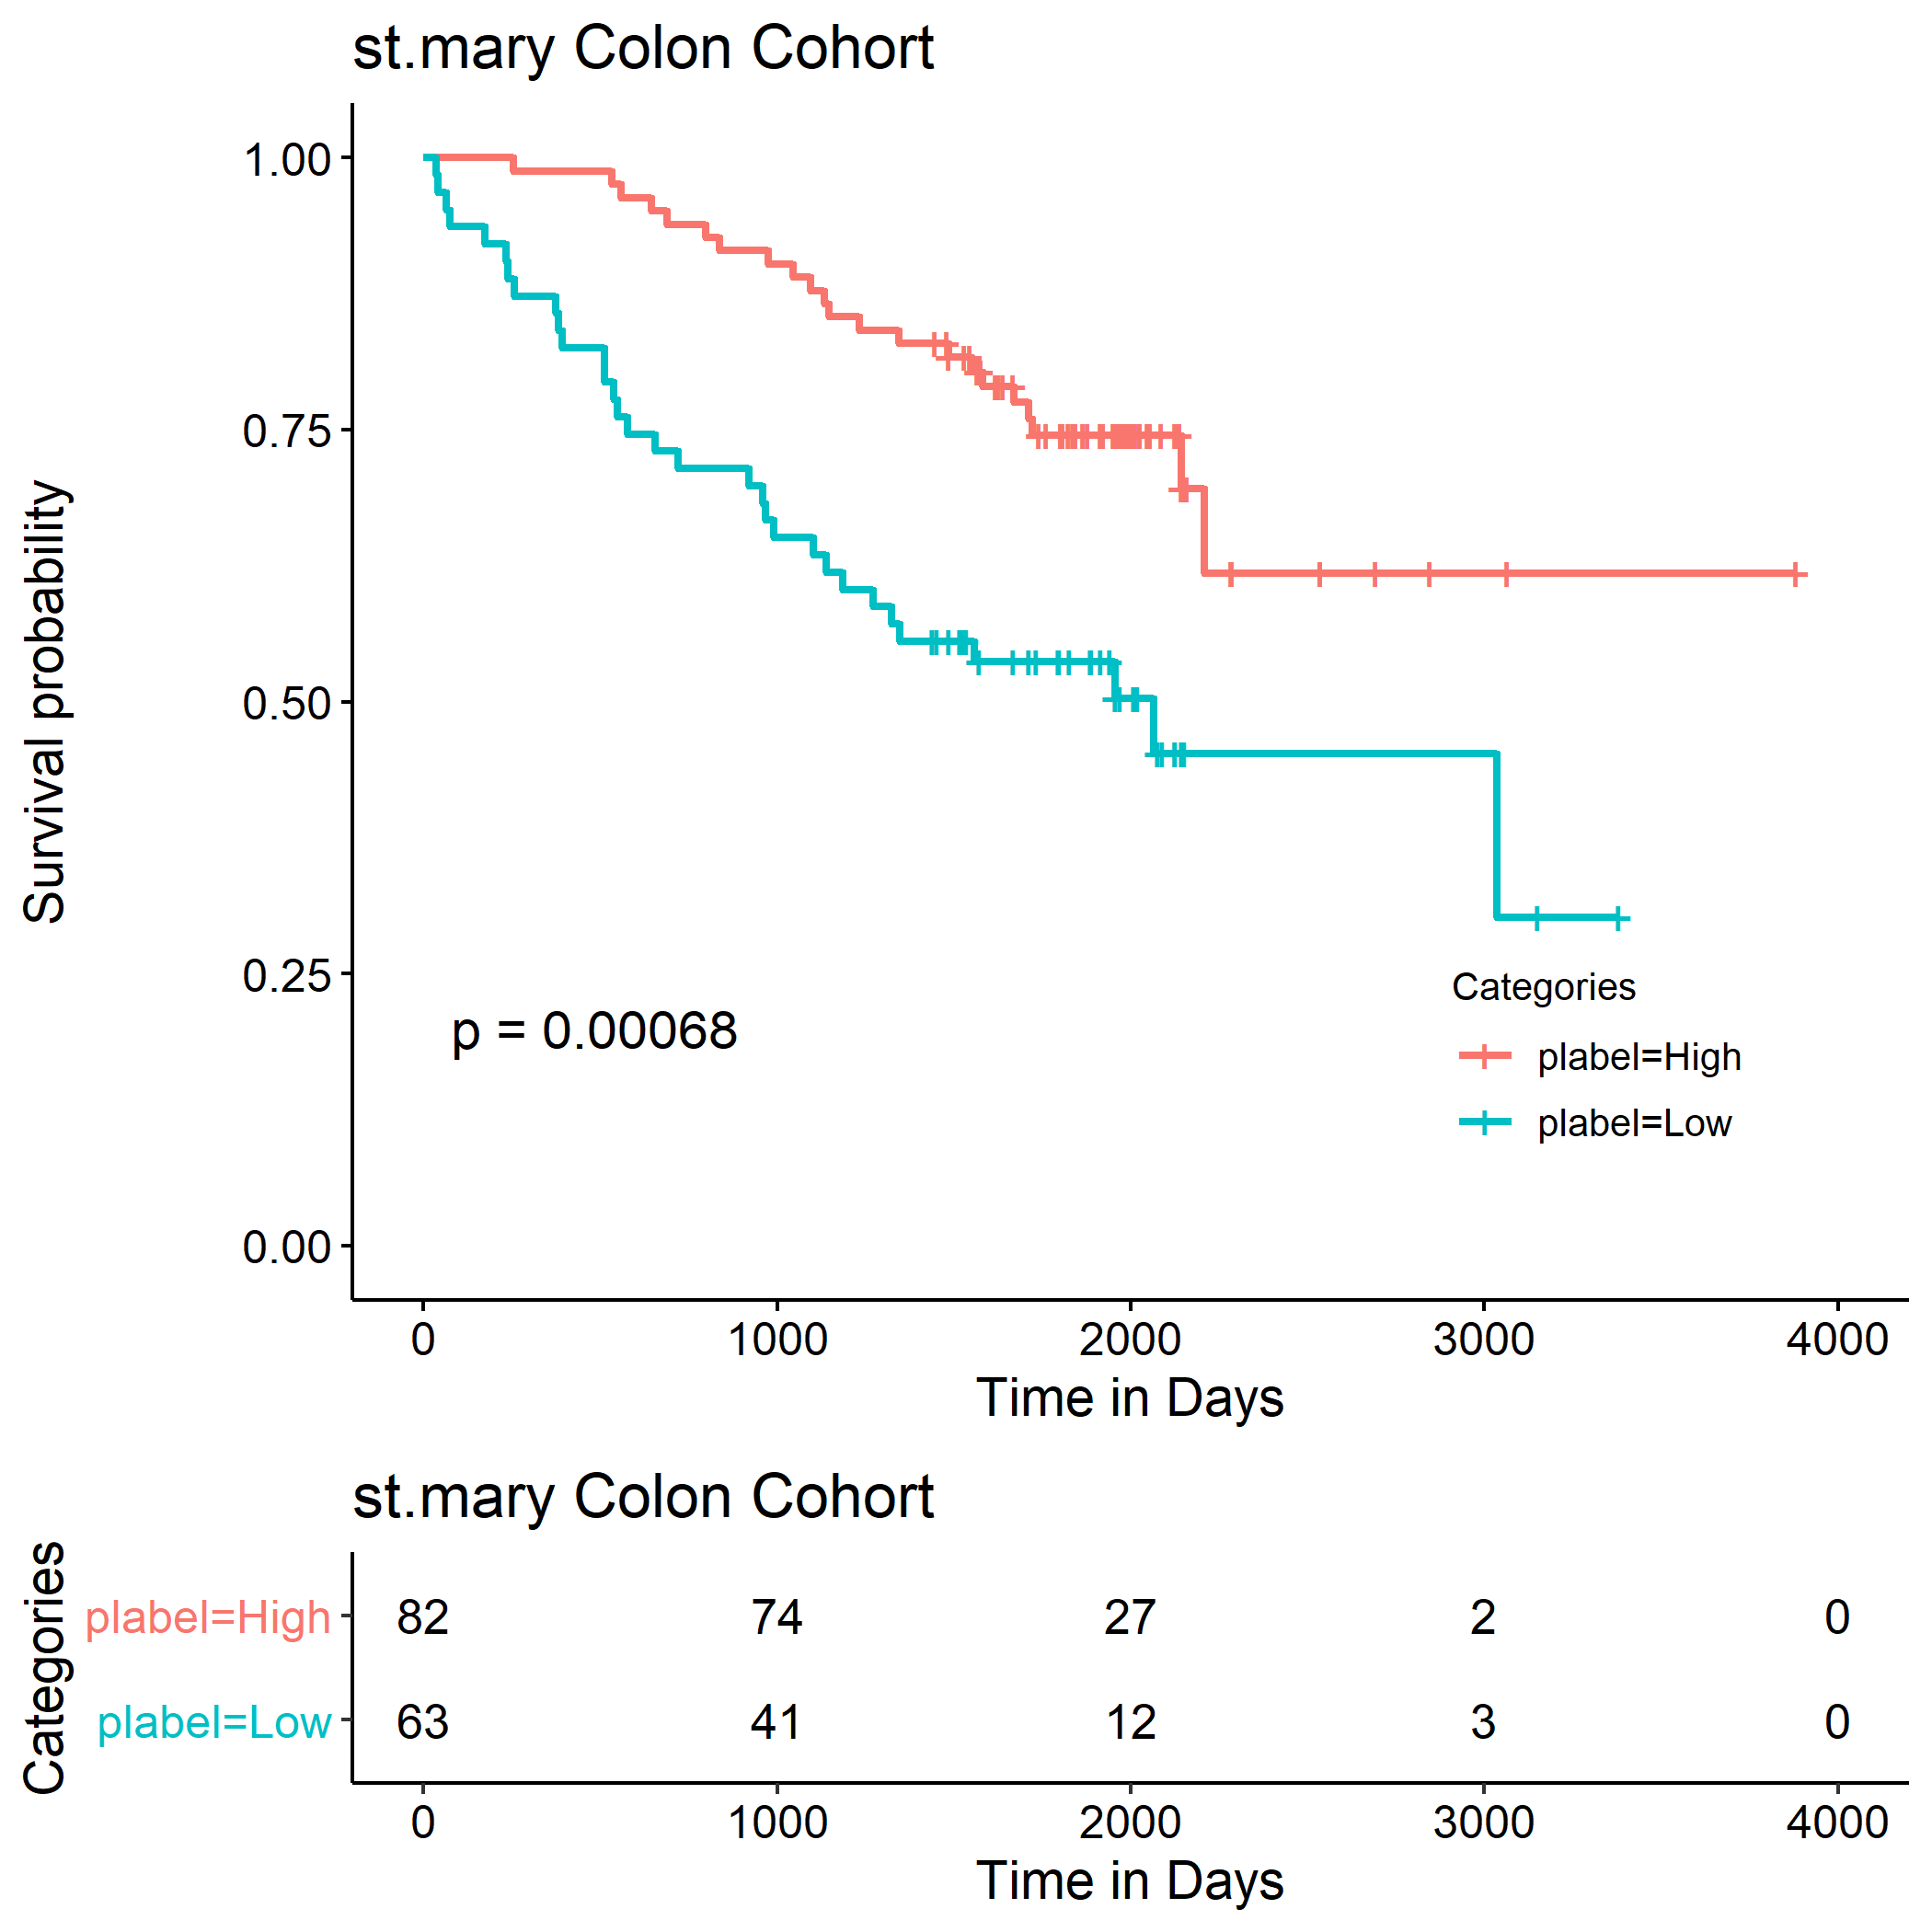 st.mary Colon Cohort
1.00
0.75
0.50
0.25
0.00
Survival probability
p = 0.00068
Categories
plabel=High
plabel=Low
0 1000 2000 3000 4000
Time in Days
st.mary Colon Cohort
Categories
plabel=High 82 74 27 2 0
plabel=Low 63 41 12 3 0
0 1000 2000 3000 4000
Time in Days